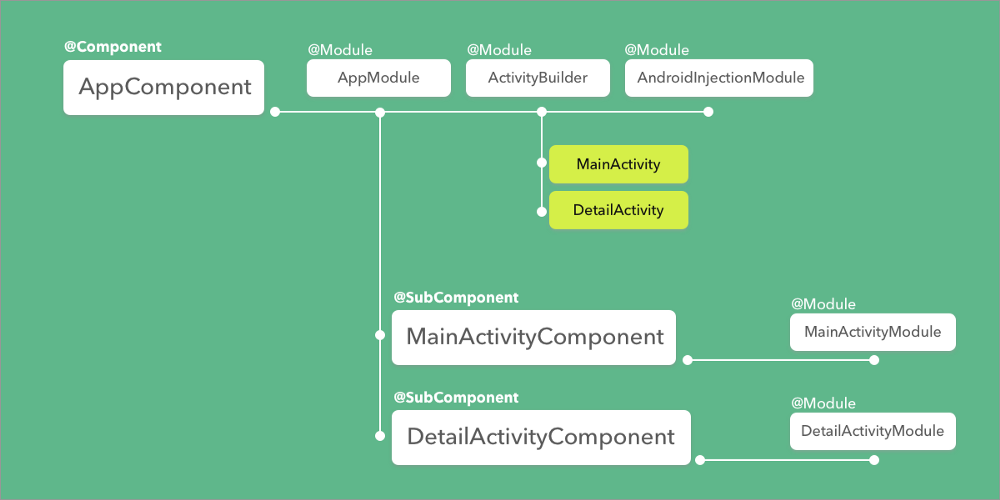 @Component
AppComponent
@Module
AppModule
@Module
ActivityBuilder
@Module
AndroidInjectionModule
MainActivity
DetailActivity
@SubComponent
MainActivityComponent
@Module
MainActivityModule
@SubComponent
DetailActivityComponent
@Module
DetailActivityModule